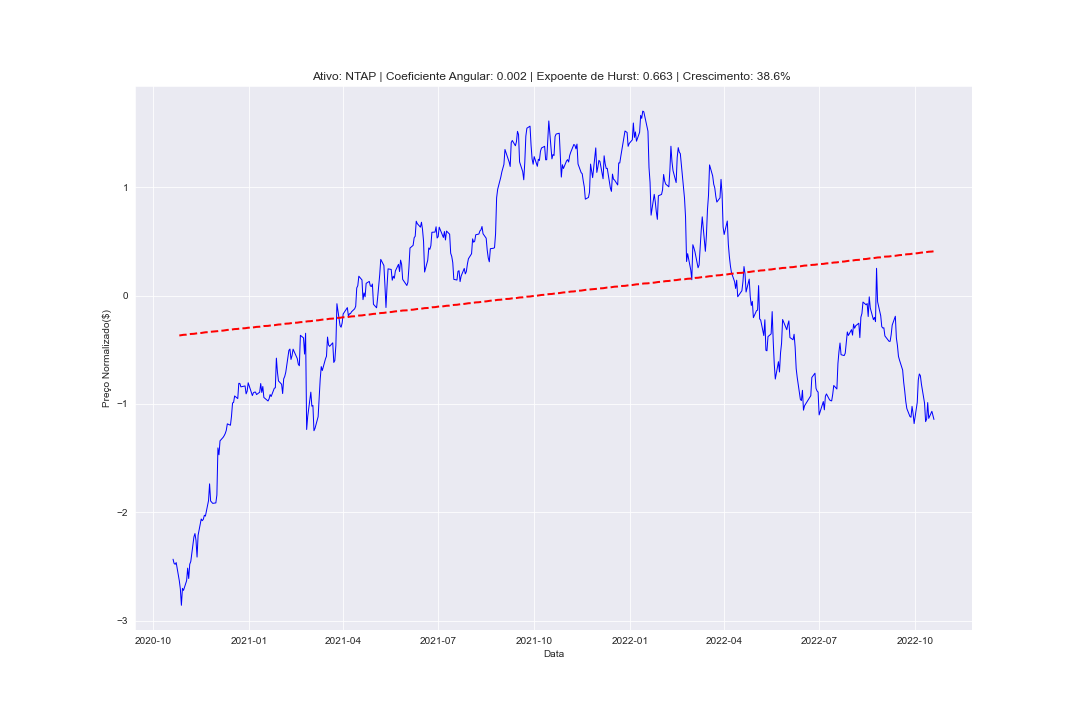 Ativo: NTAP | Coeficiente Angular: 0.002 | Expoente de Hurst: 0.663 | Crescimento: 38.6%
Preço Normalizado($)
1
0
−1
−2
−3
2020-10 2021-01 2021-04 2021-07 2021-10 2022-01 2022-04 2022-07 2022-10
Data